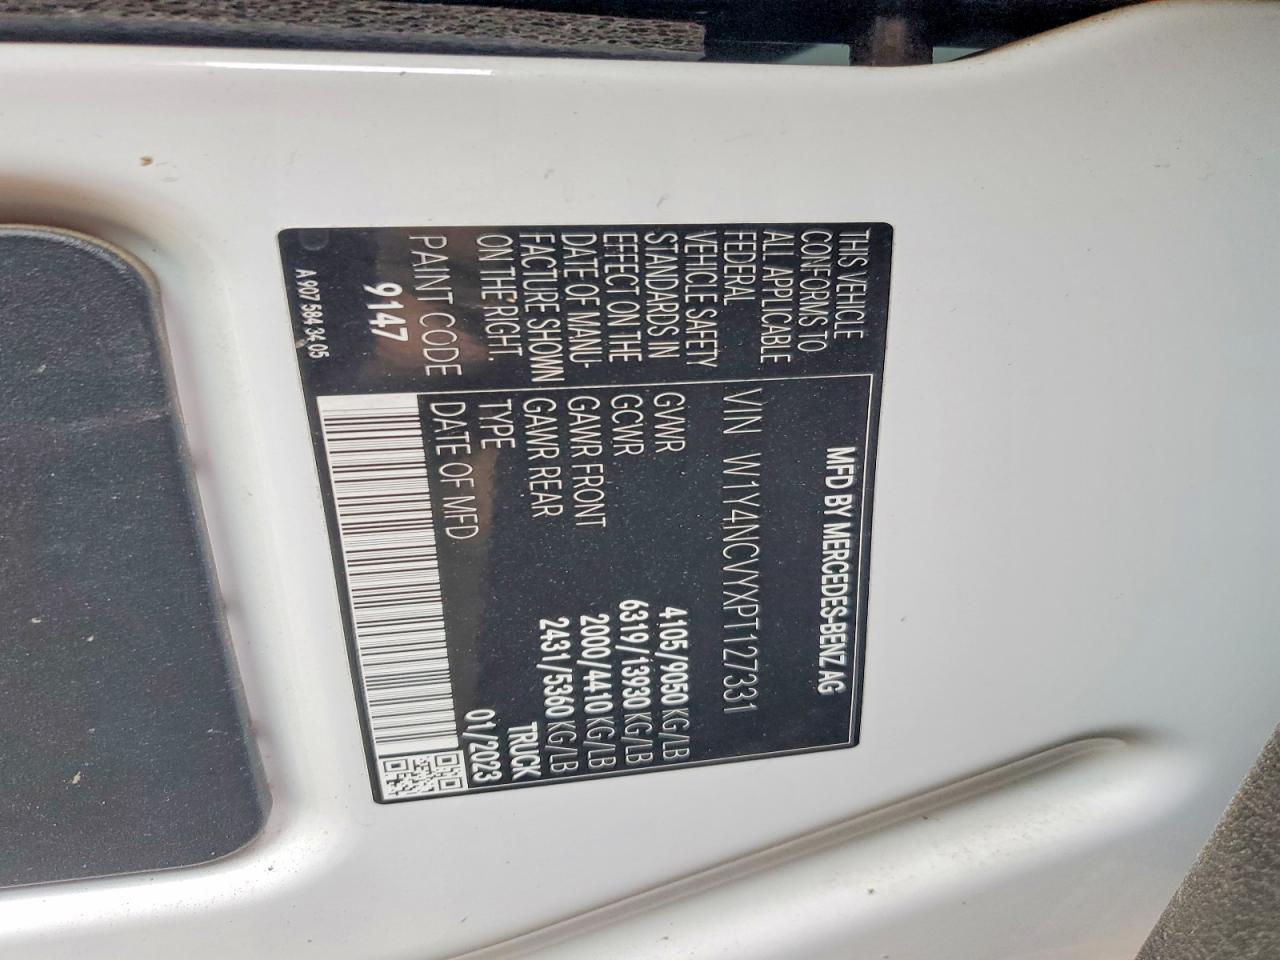 MFD BY MERCEDES-BENZ AG
THIS VEHICLE
CONFORMS TO
ALL APPLICABLE
FEDERAL
VEHICLE SAFETY
STANDARDS IN
EFFECT ON THE
DATE OF MANU-
FACTURE SHOWN
ON THE RIGHT.
PAINT CODE
9147
A 907 584 34 05
VIN W1Y4NCVYXPT127331
GVWR 4105/9050 KG/LB
GCWR 6319/13930 KG/LB
GAWR FRONT 2000/4410 KG/LB
GAWR REAR 2431/5360 KG/LB
TYPE TRUCK
DATE OF MFD 01/2023